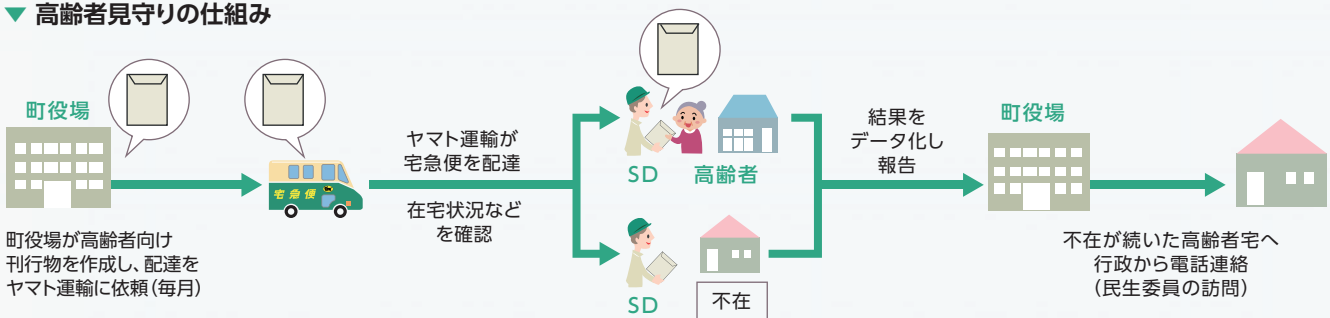 ▼ 高齢者見守りの仕組み
町役場
町役場が高齢者向け
刊行物を作成し、配達を
ヤマト運輸に依頼（毎月）
宅急便
ヤマト運輸が
宅急便を配達
在宅状況など
を確認
SD
高齢者
SD
不在
結果を
データ化し
報告
町役場
不在が続いた高齢者宅へ
行政から電話連絡
（民生委員の訪問）